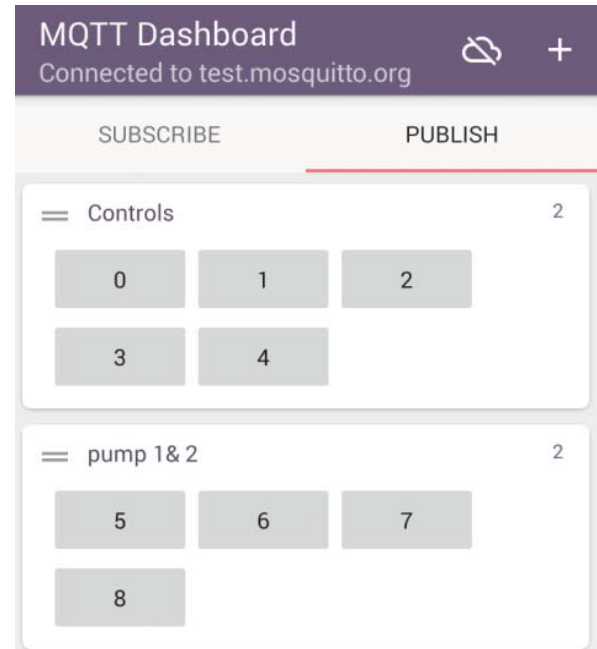 MQTT Dashboard
Connected to test.mosquitto.org
SUBSCRIBE PUBLISH
Controls 2
0 1 2
3 4
pump 1& 2 2
5 6 7
8